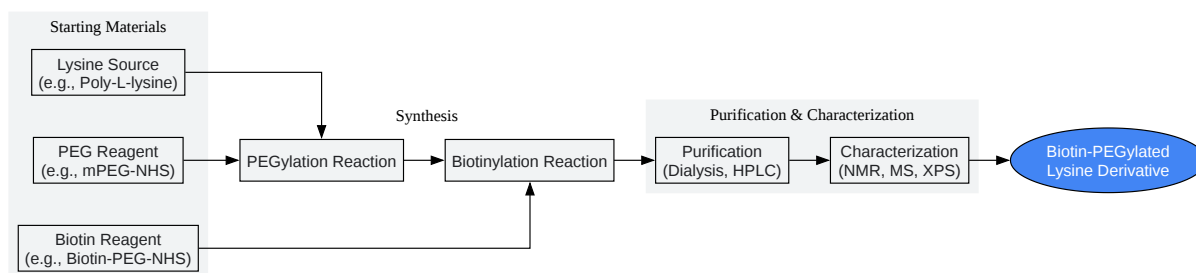 Starting Materials
Lysine Source
(e.g., Poly-L-lysine)
PEG Reagent
(e.g., mPEG-NHS)
Biotin Reagent
(e.g., Biotin-PEG-NHS)
Synthesis
PEGylation Reaction
Biotinylation Reaction
Purification & Characterization
Purification
(Dialysis, HPLC)
Characterization
(NMR, MS, XPS)
Biotin-PEGylated
Lysine Derivative